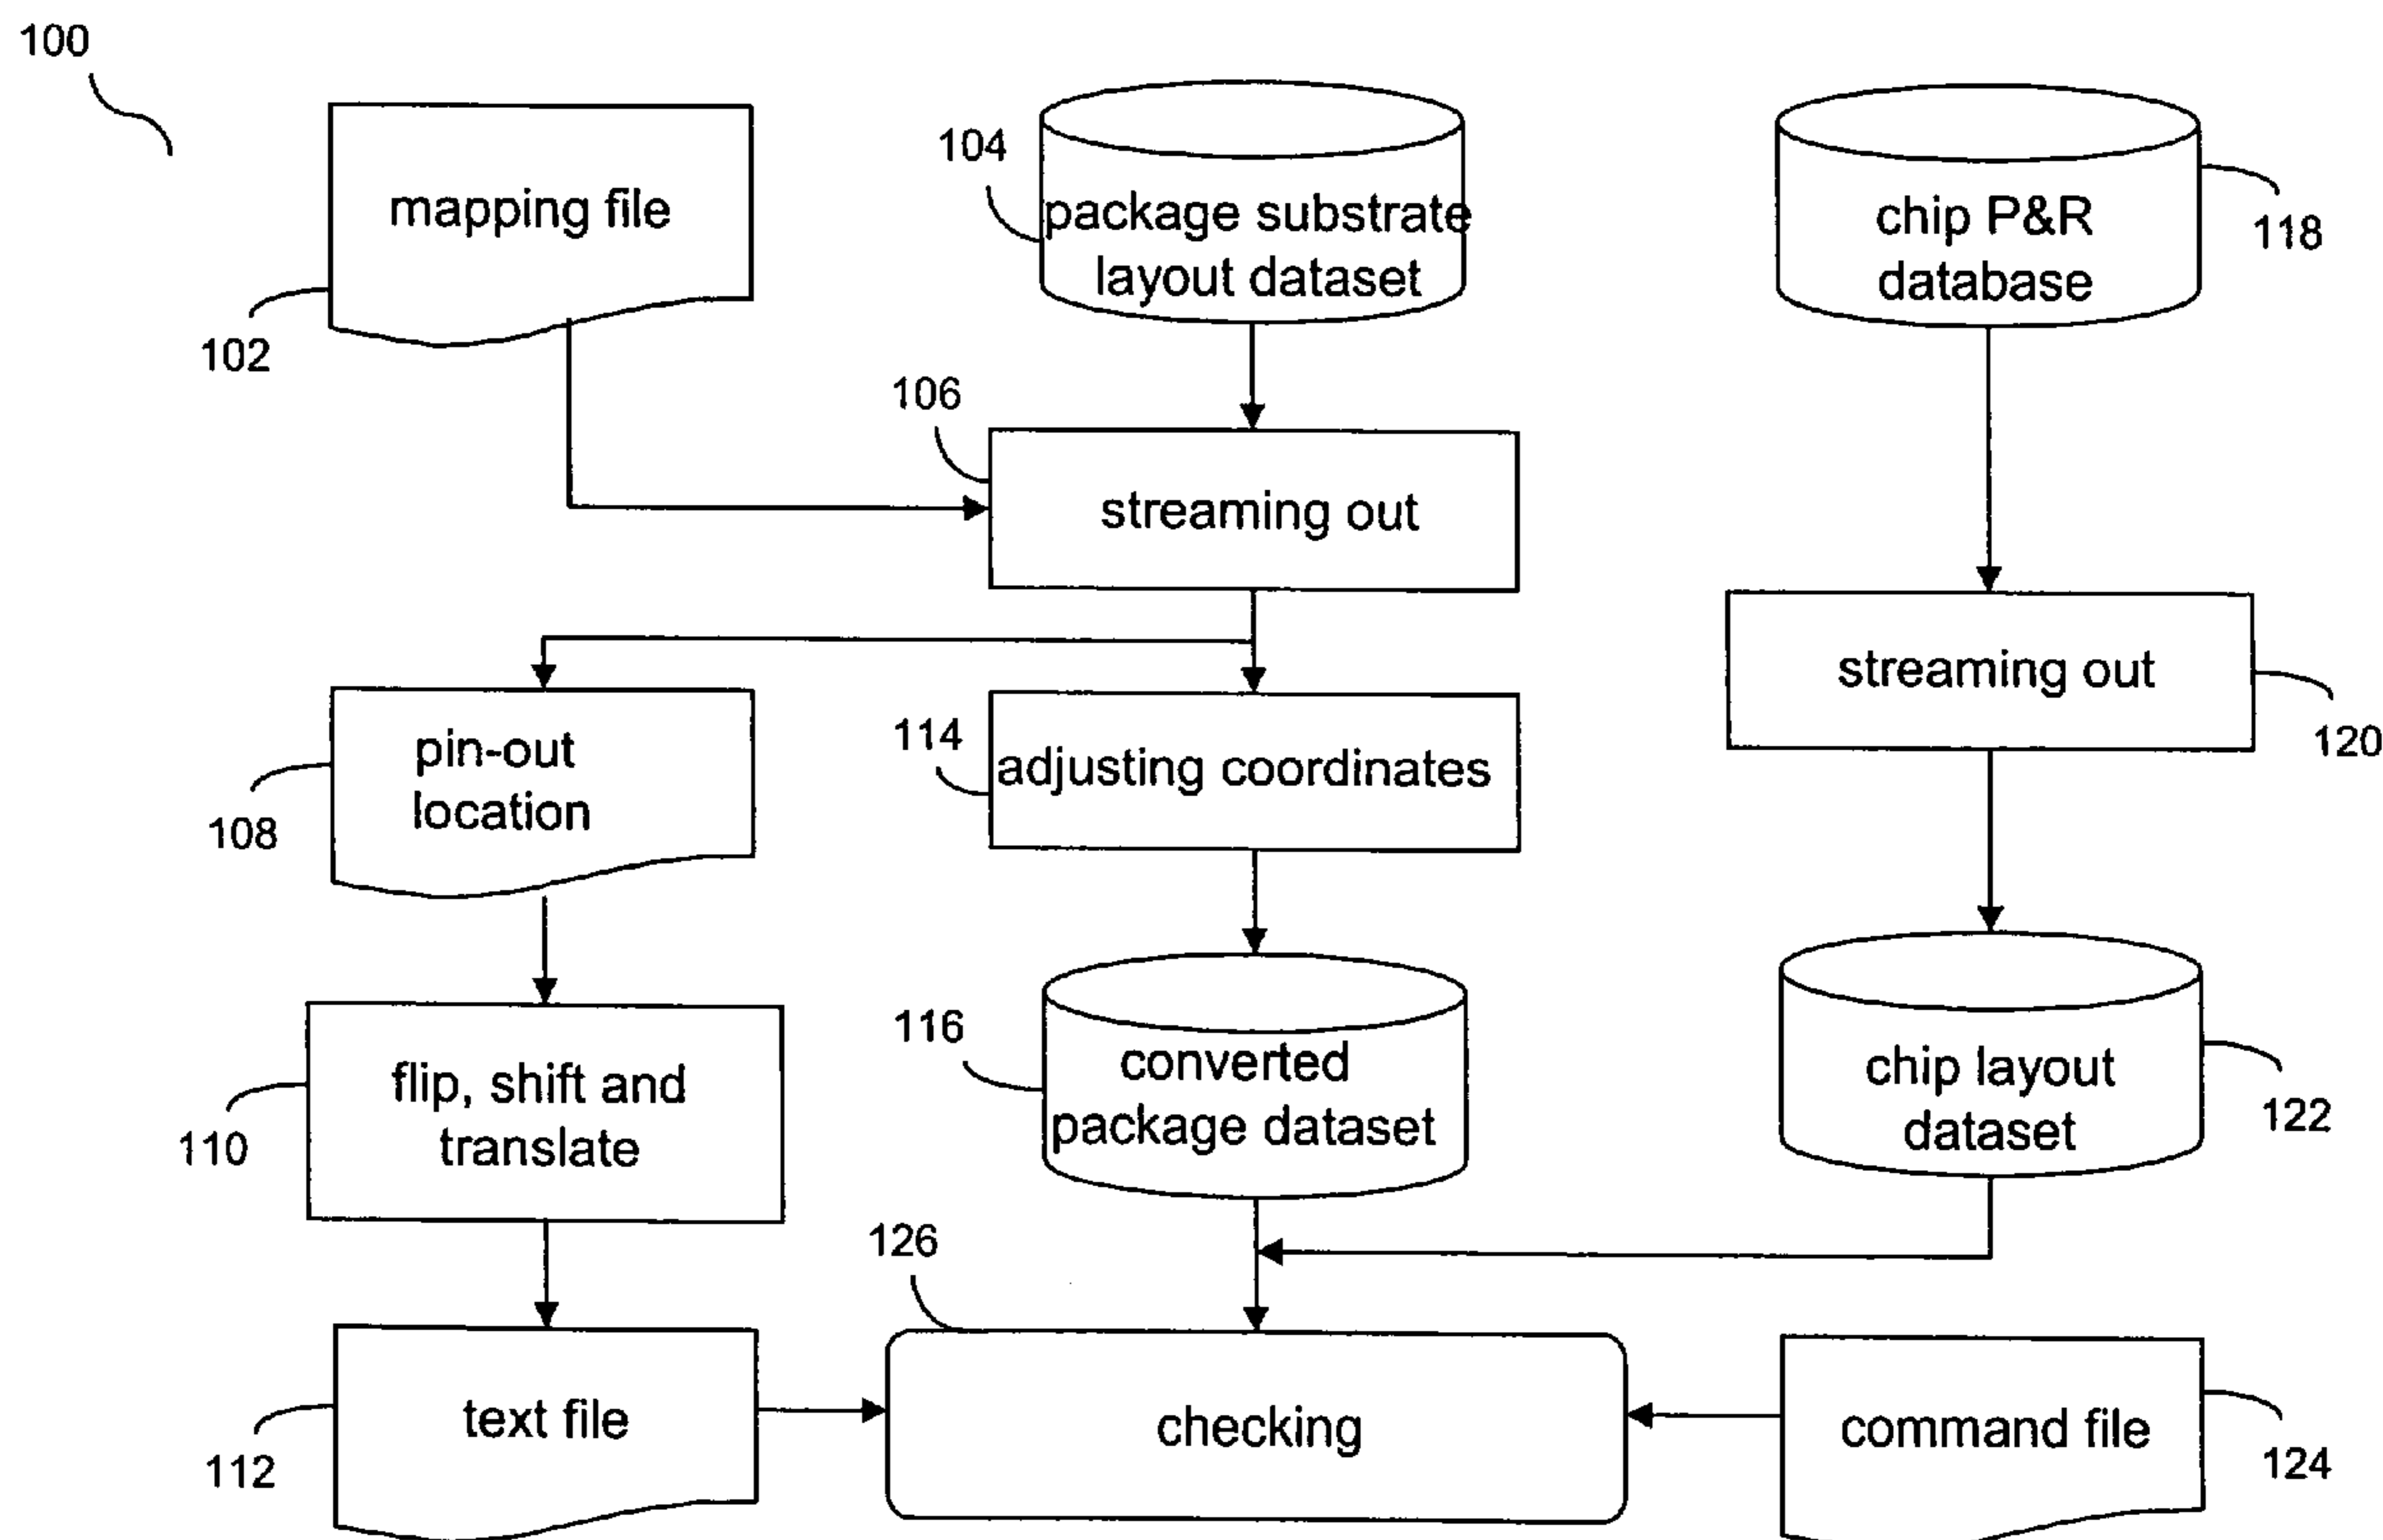 100
mapping file
102
104
package substrate
layout dataset
chip P&R
database
118
106
streaming out
streaming out
120
pin-out
location
108
114
adjusting coordinates
flip, shift and
translate
110
116
converted
package dataset
chip layout
dataset
122
126
text file
112
checking
command file
124